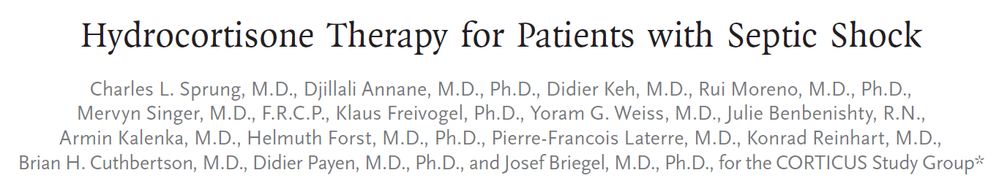 Hydrocortisone Therapy for Patients with Septic Shock
Charles L. Sprung, M.D., Djillali Annane, M.D., Ph.D., Didier Keh, M.D., Rui Moreno, M.D., Ph.D.,
Mervyn Singer, M.D., F.R.C.P., Klaus Freivogel, Ph.D., Yoram G. Weiss, M.D., Julie Benbenishty, R.N.,
Armin Kalenka, M.D., Helmuth Forst, M.D., Ph.D., Pierre-Francois Laterre, M.D., Konrad Reinhart, M.D.,
Brian H. Cuthbertson, M.D., Didier Payen, M.D., Ph.D., and Josef Briegel, M.D., Ph.D., for the CORTICUS Study Group*